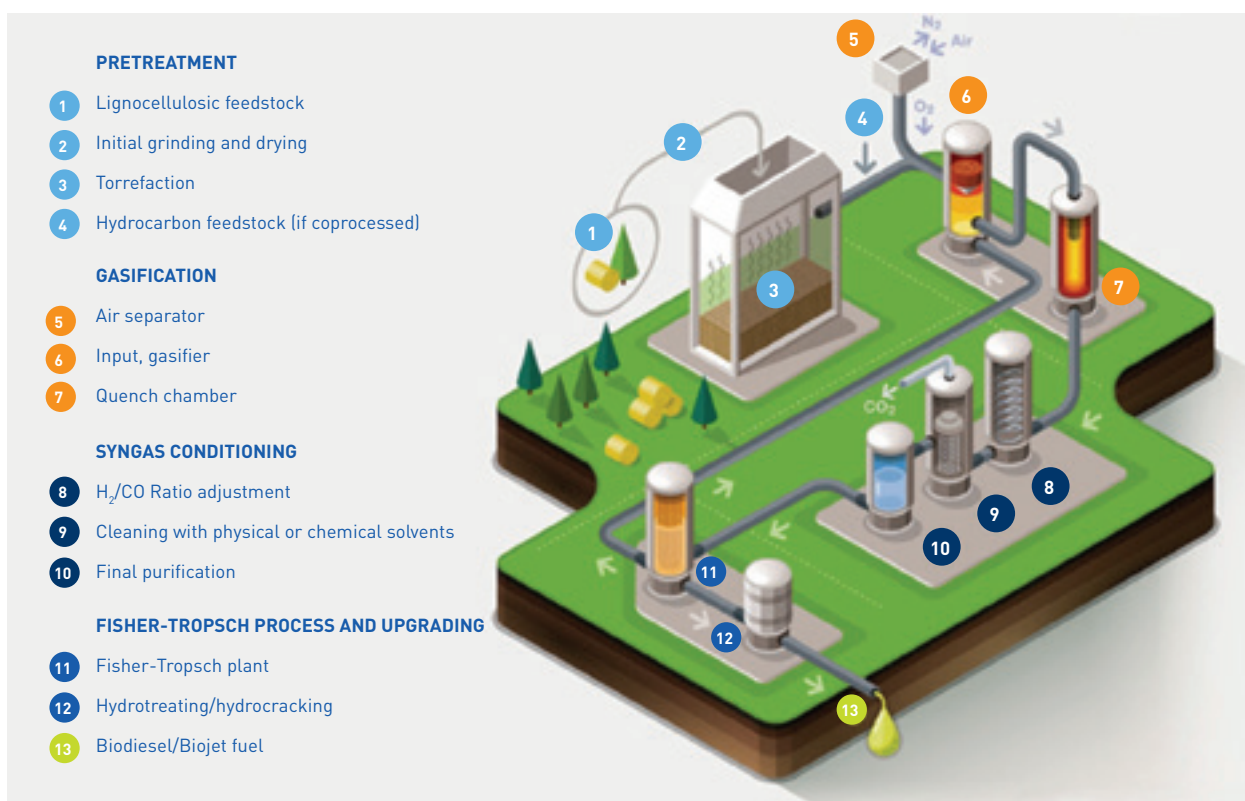 PRETREATMENT
1 Lignocellulosic feedstock
2 Initial grinding and drying
3 Torrefaction
4 Hydrocarbon feedstock (if coprocessed)
GASIFICATION
5 Air separator
6 Input, gasifier
7 Quench chamber
SYNGAS CONDITIONING
8 H₂/CO Ratio adjustment
9 Cleaning with physical or chemical solvents
10 Final purification
FISHER-TROPSCH PROCESS AND UPGRADING
11 Fisher-Tropsch plant
12 Hydrotreating/hydrocracking
13 Biodiesel/Biojet fuel
N₂
Air
5
6
O₂
4
2
1
3
7
CO₂
8
9
10
11
12
13